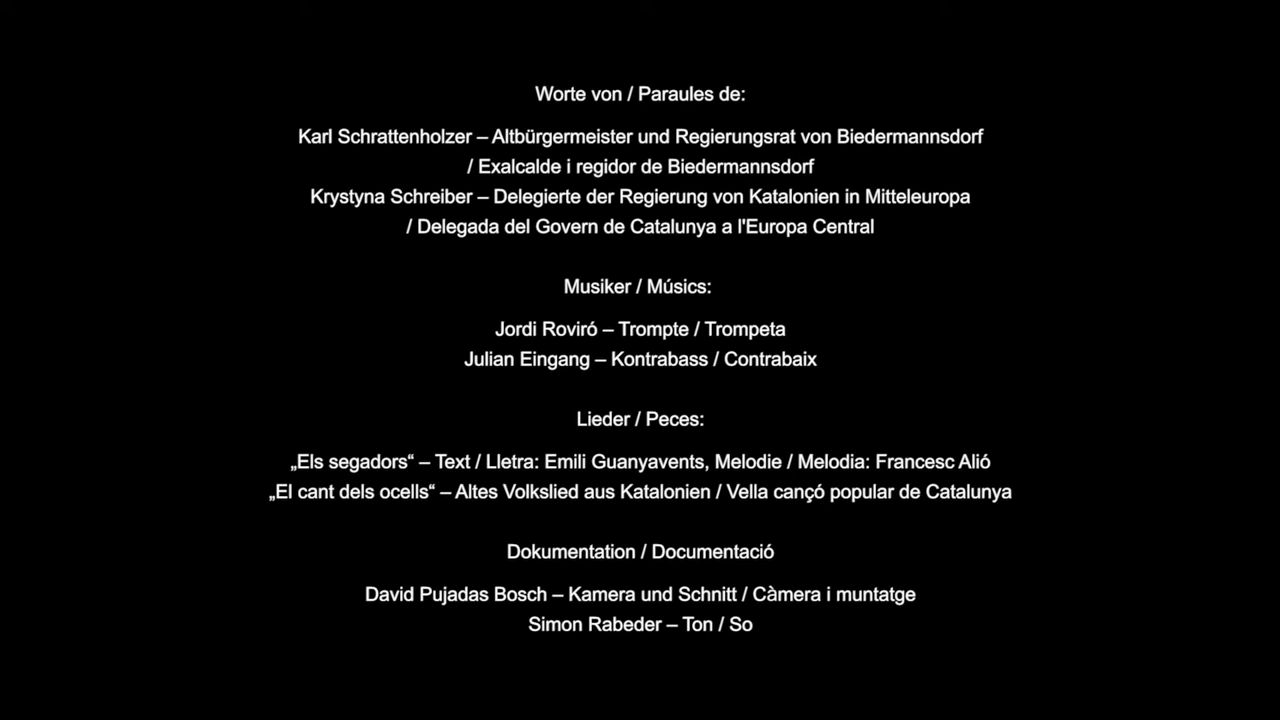 Worte von / Paraules de:
Karl Schrattenholzer – Altbürgermeister und Regierungsrat von Biedermannsdorf
/ Exalcalde i regidor de Biedermannsdorf
Krystyna Schreiber – Delegierte der Regierung von Katalonien in Mitteleuropa
/ Delegada del Govern de Catalunya a l'Europa Central
Musiker / Músics:
Jordi Roviró – Trompte / Trompeta
Julian Eingang – Kontrabass / Contrabaix
Lieder / Peces:
„Els segadors“ – Text / Lletra: Emili Guanyavents, Melodie / Melodia: Francesc Alió
„El cant dels ocells“ – Altes Volkslied aus Katalonien / Vella cançó popular de Catalunya
Dokumentation / Documentació
David Pujadas Bosch – Kamera und Schnitt / Càmera i muntatge
Simon Rabeder – Ton / So